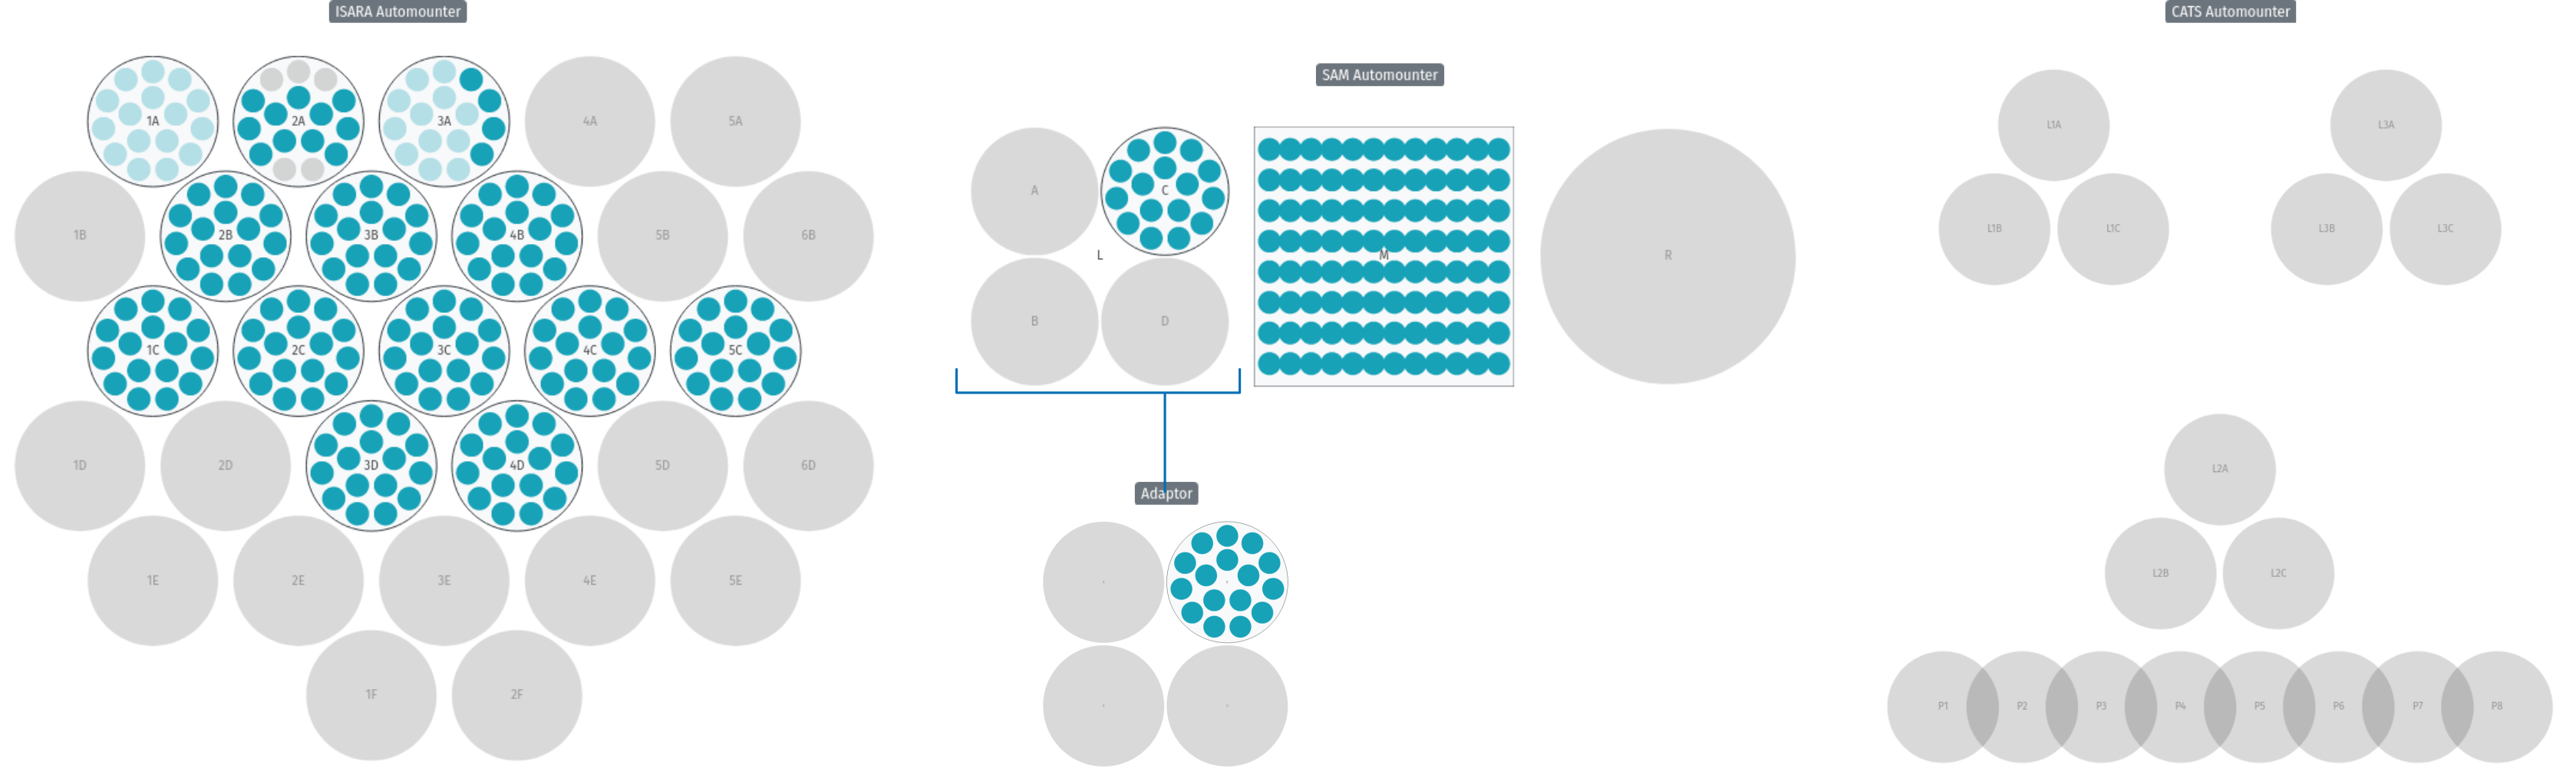 ISARA Automounter
1A 2A 3A 4A 5A
1B 2B 3B 4B 5B 6B
1C 2C 3C 4C 5C
1D 2D 3D 4D 5D 6D
1E 2E 3E 4E 5E
1F 2F
SAM Automounter
A C
L M R
B D
Adaptor
CATS Automounter
L1A L3A
L1B L1C L3B L3C
L2A
L2B L2C
P1 P2 P3 P4 P5 P6 P7 P8